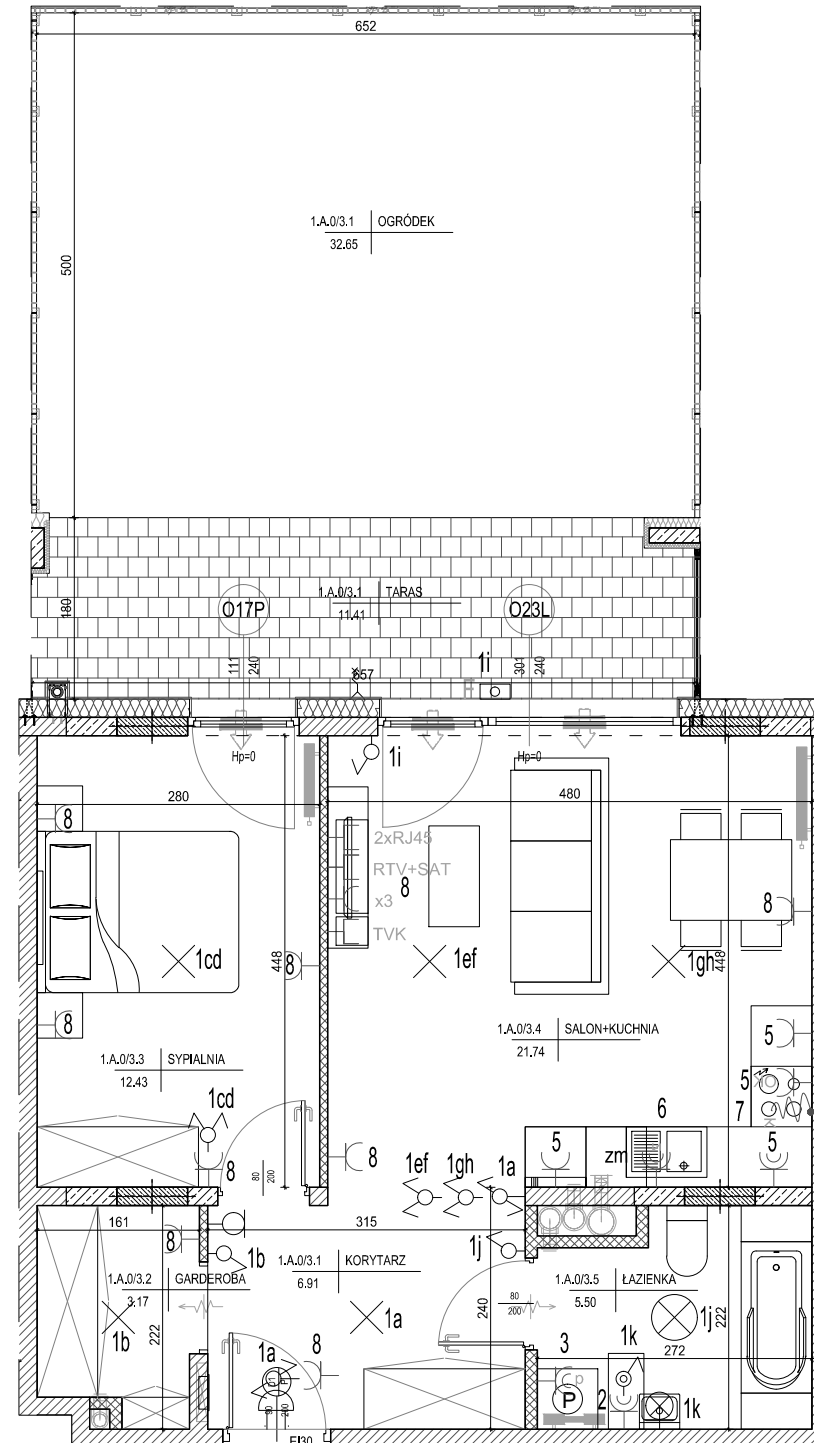 652
1.A.0/3.1 OGRÓDEK
32.65
500
180
1.A.0/3.1 TARAS
11.41
O17P
O23L
111
240
301
240
657
1i
Hp=0
Hp=0
1i
280
480
8
2xRJ45
RTV+SAT
8
x3
TVK
8
1cd
448
8
1ef
1gh
448
8
1.A.0/3.3 SYPIALNIA
12.43
1.A.0/3.4 SALON+KUCHNIA
21.74
5
5
7
6
1cd
8
80
200
8
5
zm
5
1ef
1gh
1a
161
8
315
1b
1j
1.A.0/3.2 GARDEROBA
3.17
1.A.0/3.1 KORYTARZ
6.91
1.A.0/3.5 ŁAZIENKA
5.50
80
200
1b
222
1a
240
1j
222
272
1a
8
3
1k
P
2
1k
90
200
EI30